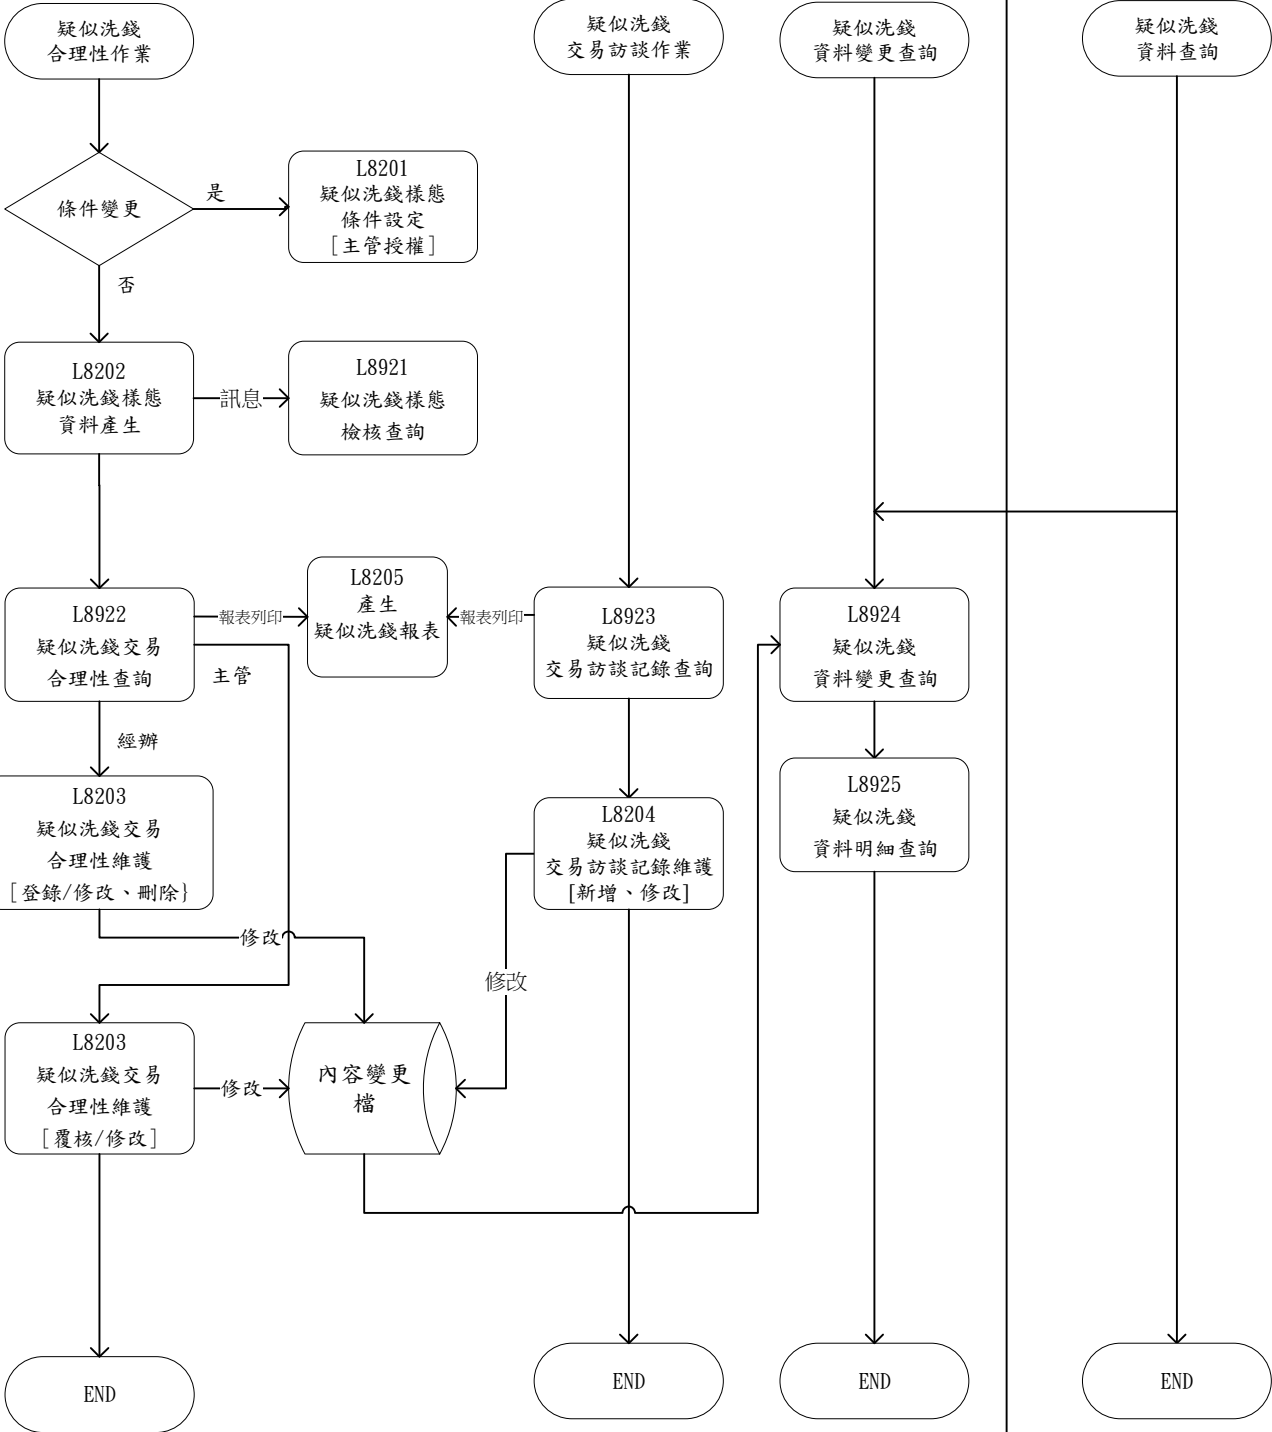 疑似洗錢
合理性作業
疑似洗錢
交易訪談作業
疑似洗錢
資料變更查詢
疑似洗錢
資料查詢
條件變更
是
L8201
疑似洗錢樣態
條件設定
[主管授權]
否
L8202
疑似洗錢樣態
資料產生
訊息
L8921
疑似洗錢樣態
檢核查詢
L8922
疑似洗錢交易
合理性查詢
報表列印
L8205
產生
疑似洗錢報表
報表列印
L8923
疑似洗錢
交易訪談記錄查詢
L8924
疑似洗錢
資料變更查詢
主管
經辦
L8203
疑似洗錢交易
合理性維護
[登錄/修改、刪除}
L8204
疑似洗錢
交易訪談記錄維護
[新增、修改]
L8925
疑似洗錢
資料明細查詢
修改
修改
L8203
疑似洗錢交易
合理性維護
[覆核/修改]
修改
內容變更
檔
END
END
END
END